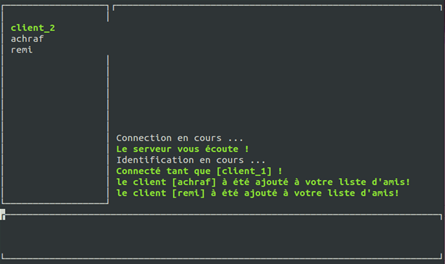 client_2
achraf
remi
Connection en cours ...
Le serveur vous écoute !
Identification en cours ...
Connecté tant que [client_1] !
le client [achraf] à été ajouté à votre liste d'amis!
le client [remi] à été ajouté à votre liste d'amis!